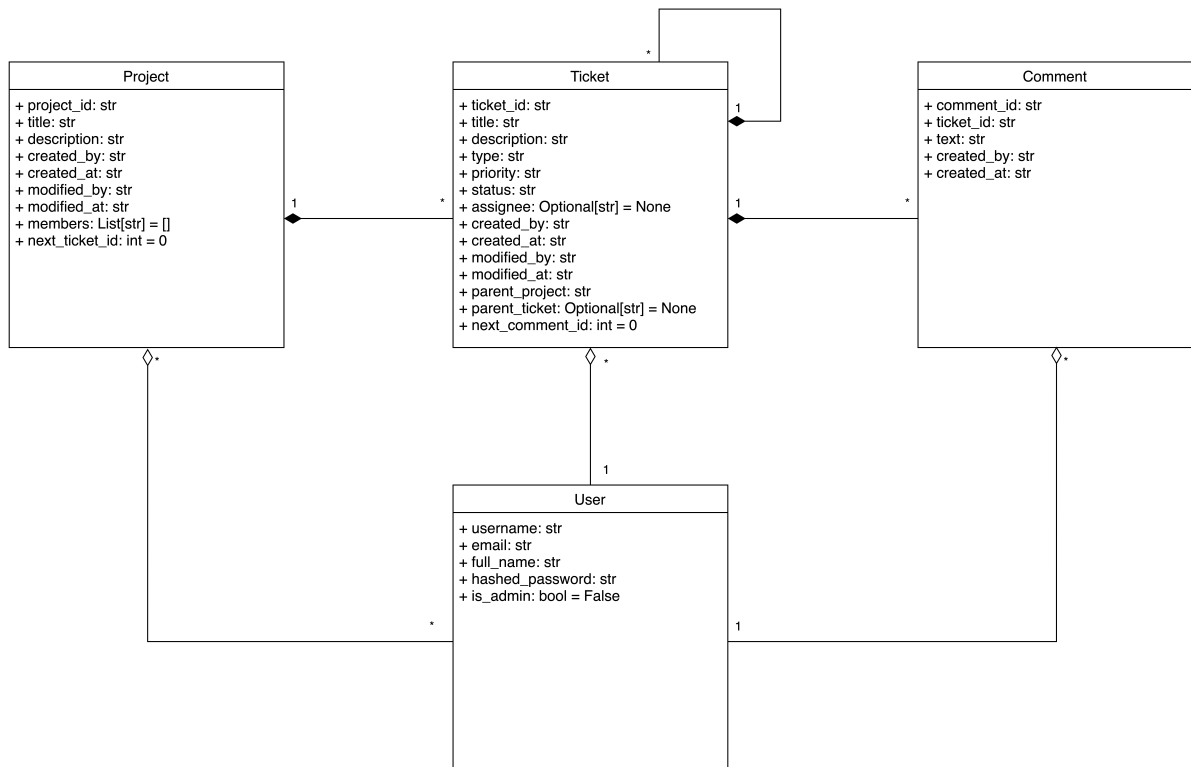 *
Project
+ project_id: str
+ title: str
+ description: str
+ created_by: str
+ created_at: str
+ modified_by: str
+ modified_at: str
+ members: List[str] = []
+ next_ticket_id: int = 0
1
*
Ticket
+ ticket_id: str
+ title: str
+ description: str
+ type: str
+ priority: str
+ status: str
+ assignee: Optional[str] = None
+ created_by: str
+ created_at: str
+ modified_by: str
+ modified_at: str
+ parent_project: str
+ parent_ticket: Optional[str] = None
+ next_comment_id: int = 0
1
1
*
Comment
+ comment_id: str
+ ticket_id: str
+ text: str
+ created_by: str
+ created_at: str
*
*
*
1
User
+ username: str
+ email: str
+ full_name: str
+ hashed_password: str
+ is_admin: bool = False
*
1